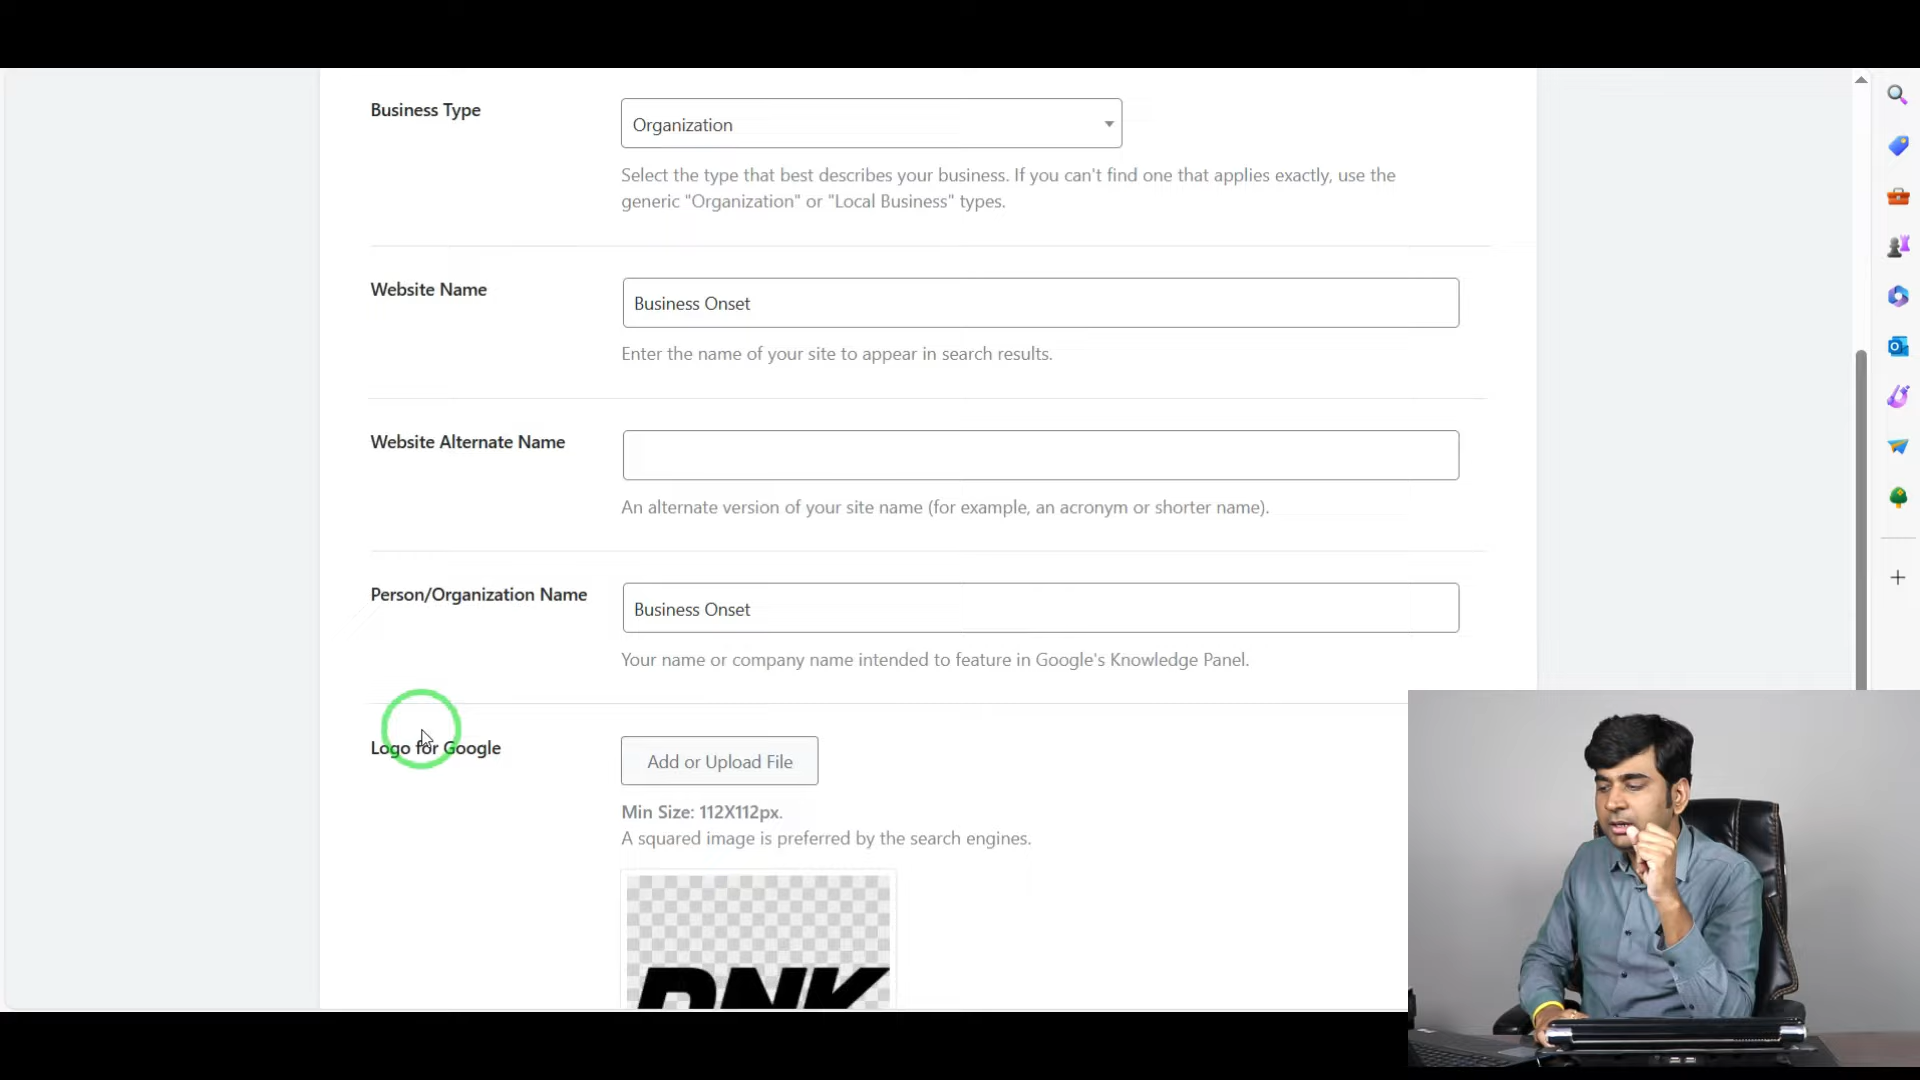 Business Type
Organization
Select the type that best describes your business. If you can't find one that applies exactly, use the
generic "Organization" or "Local Business" types.
Website Name
Business Onset
Enter the name of your site to appear in search results.
Website Alternate Name
An alternate version of your site name (for example, an acronym or shorter name).
Person/Organization Name
Business Onset
Your name or company name intended to feature in Google's Knowledge Panel.
Logo for Google
Add or Upload File
Min Size: 112X112px.
A squared image is preferred by the search engines.